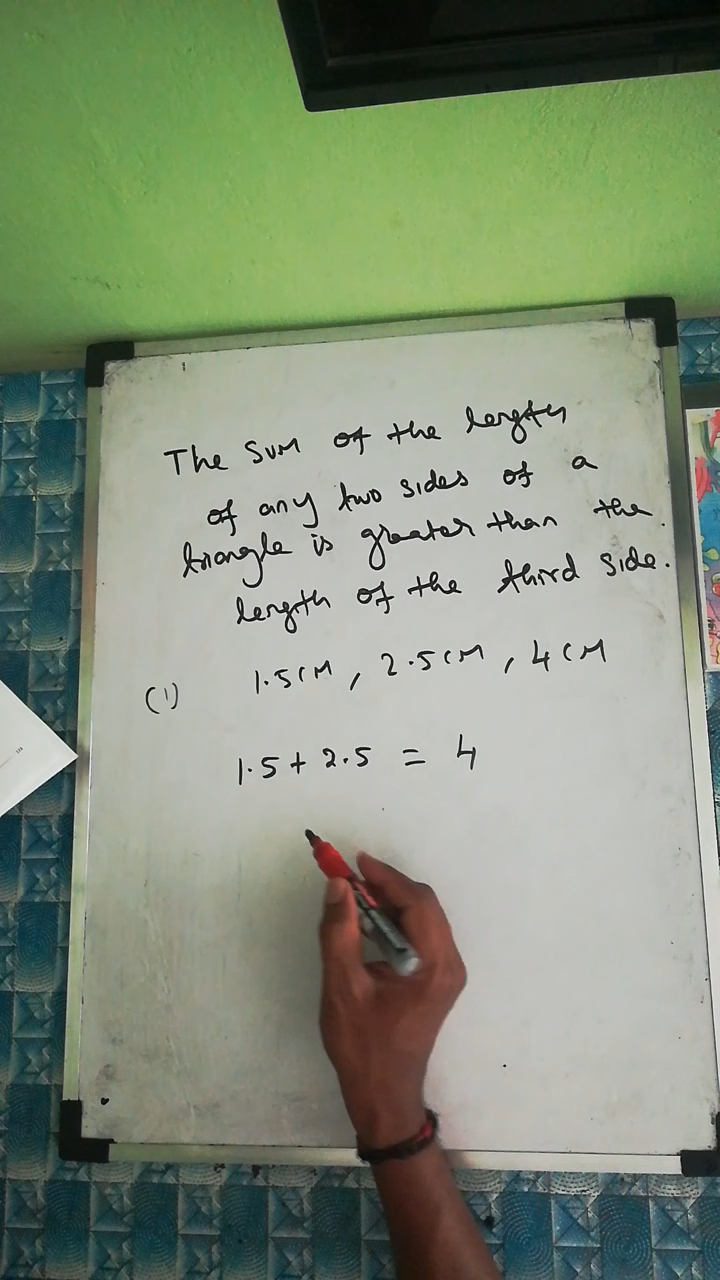 The sum of the length
of any two sides of a
triangle is greater than the
length of the third side.
(1) 1.5cm, 2.5cm, 4cm
1.5 + 2.5 = 4